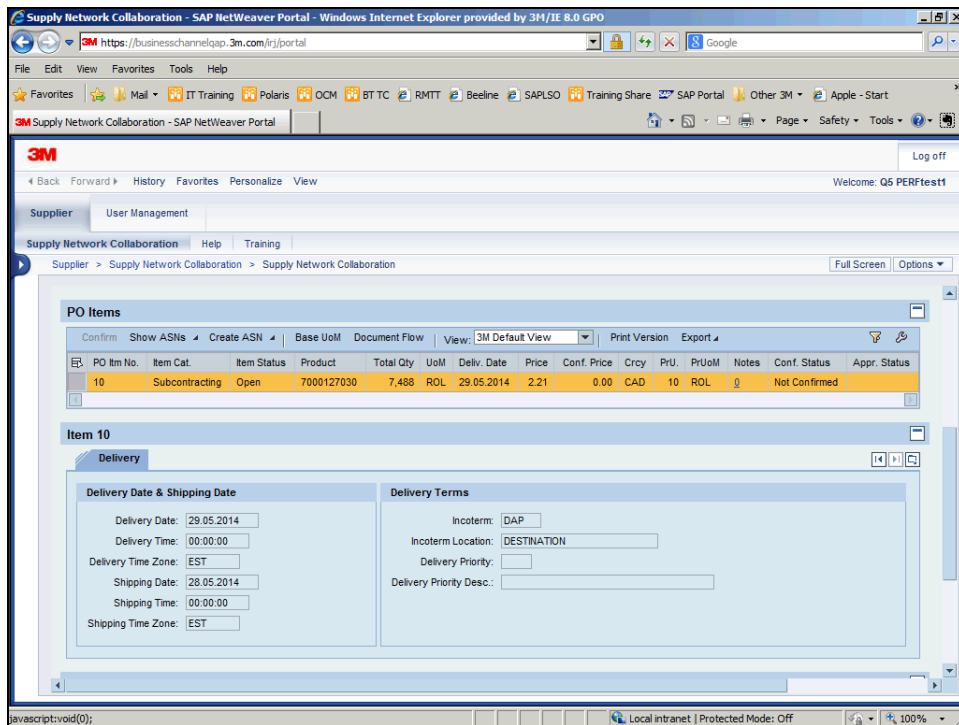 Supply Network Collaboration - SAP NetWeaver Portal - Windows Internet Explorer provided by 3M/IE 8.0 GPO
3M https://businesschannelqap.3m.com/irj/portal
Google
File Edit View Favorites Tools Help
Favorites Mail IT Training Polaris OCM BT TC RMTT Beeline SAPLSO Training Share SAP Portal Other 3M Apple - Start
3M Supply Network Collaboration - SAP NetWeaver Portal
Page Safety Tools
3M
Log off
Back Forward History Favorites Personalize View
Welcome: Q5 PERFtest1
Supplier User Management
Supply Network Collaboration Help Training
Supplier > Supply Network Collaboration > Supply Network Collaboration
Full Screen Options
PO Items
Confirm Show ASNs Create ASN Base UoM Document Flow View: 3M Default View Print Version Export
PO Itm No. Item Cat. Item Status Product Total Qty UoM Deliv. Date Price Conf. Price Crcy PrU. PrUoM Notes Conf. Status Appr. Status
10 Subcontracting Open 7000127030 7,488 ROL 29.05.2014 2.21 0.00 CAD 10 ROL 0 Not Confirmed
Item 10
Delivery
Delivery Date & Shipping Date
Delivery Date: 29.05.2014
Delivery Time: 00:00:00
Delivery Time Zone: EST
Shipping Date: 28.05.2014
Shipping Time: 00:00:00
Shipping Time Zone: EST
Delivery Terms
Incoterm: DAP
Incoterm Location: DESTINATION
Delivery Priority:
Delivery Priority Desc.:
javascript:void(0);
Local intranet | Protected Mode: Off
100%